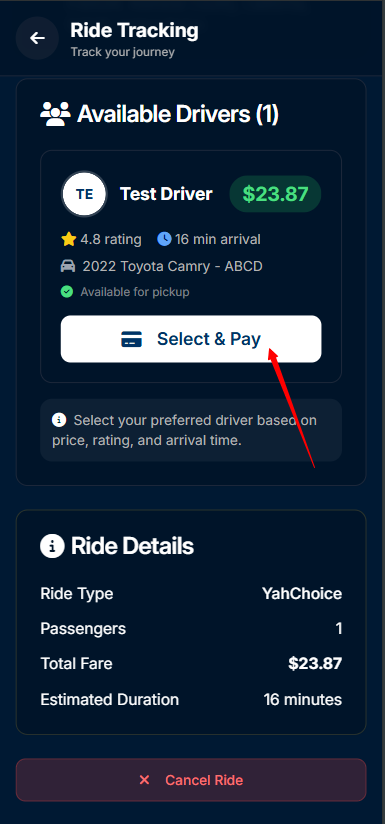 Ride Tracking
Track your journey
Available Drivers (1)
TE
Test Driver
$23.87
4.8 rating
16 min arrival
2022 Toyota Camry - ABCD
Available for pickup
Select & Pay
Select your preferred driver based on
price, rating, and arrival time.
Ride Details
Ride Type
YahChoice
Passengers
1
Total Fare
$23.87
Estimated Duration
16 minutes
Cancel Ride